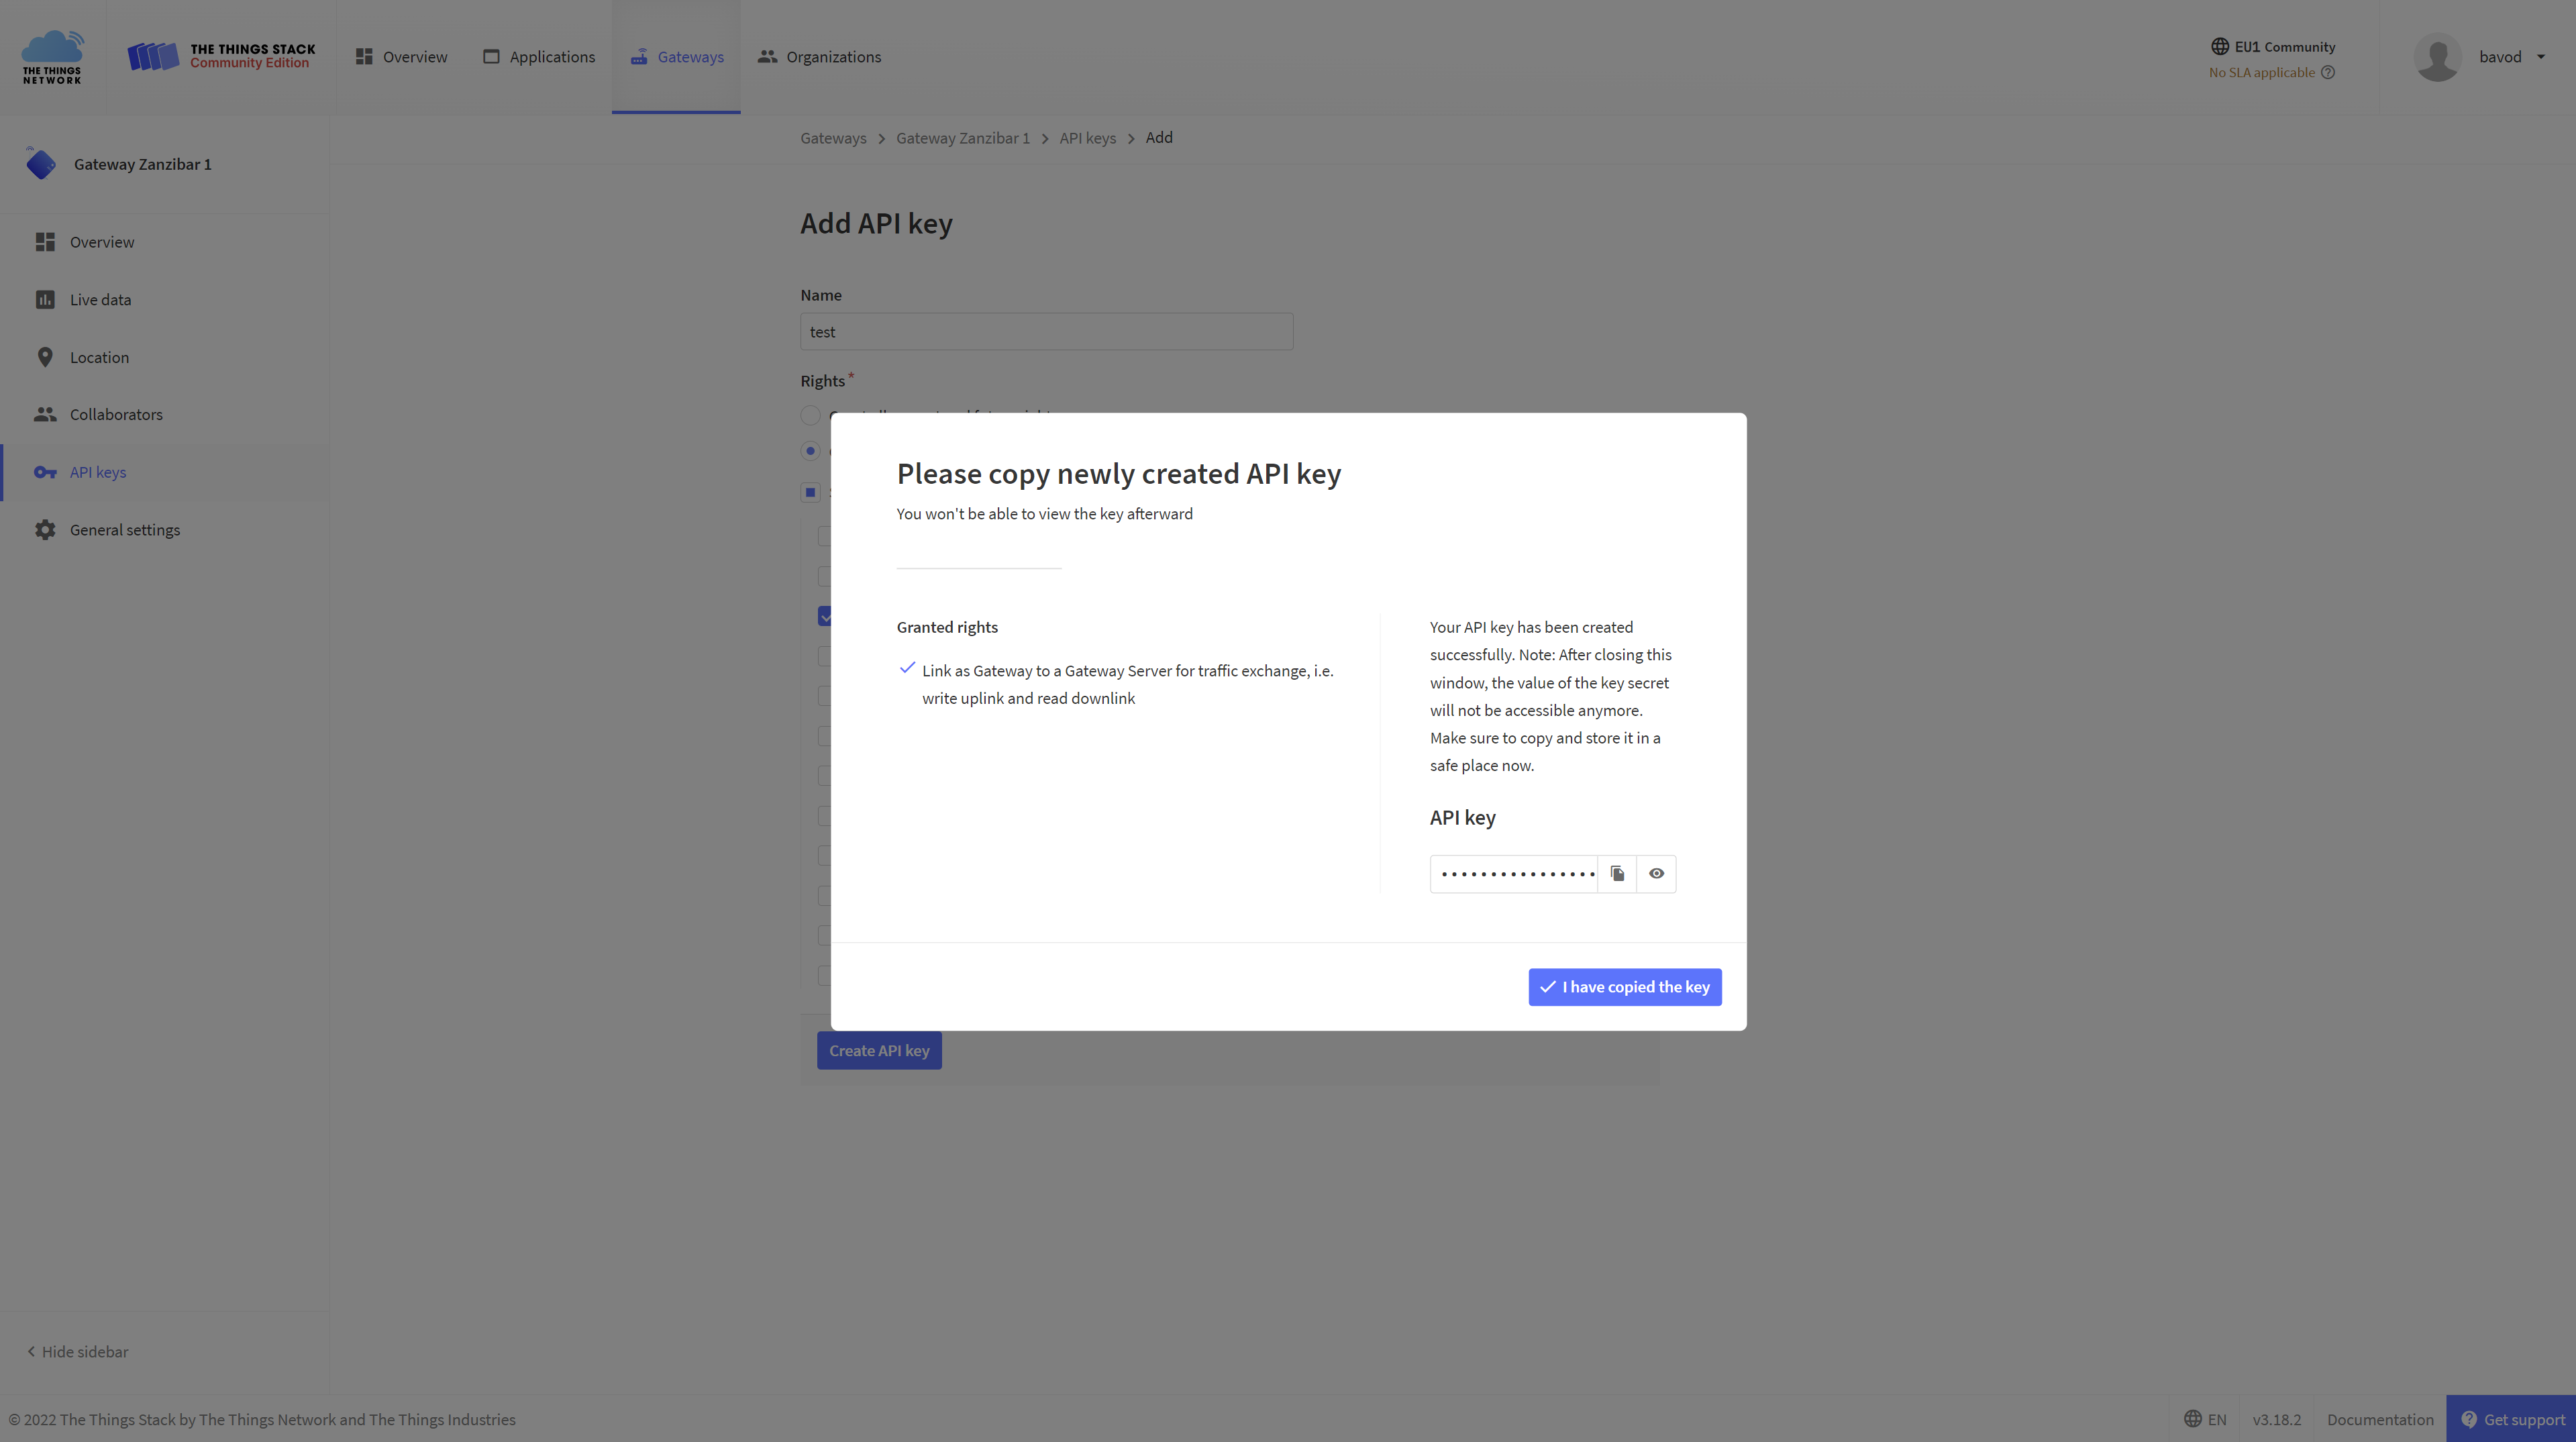 THE THINGS
NETWORK
THE THINGS STACK
Community Edition
Overview
Applications
Gateways
Organizations
EU1 Community
No SLA applicable
bavod
Gateways > Gateway Zanzibar 1 > API keys > Add
Gateway Zanzibar 1
Overview
Live data
Location
Collaborators
API keys
General settings
Add API key
Name
test
Rights *
Please copy newly created API key
You won't be able to view the key afterward
Granted rights
Link as Gateway to a Gateway Server for traffic exchange, i.e.
write uplink and read downlink
Your API key has been created
successfully. Note: After closing this
window, the value of the key secret
will not be accessible anymore.
Make sure to copy and store it in a
safe place now.
API key
••••••••••••••••
I have copied the key
Create API key
Hide sidebar
© 2022 The Things Stack by The Things Network and The Things Industries
EN
v3.18.2
Documentation
Get support